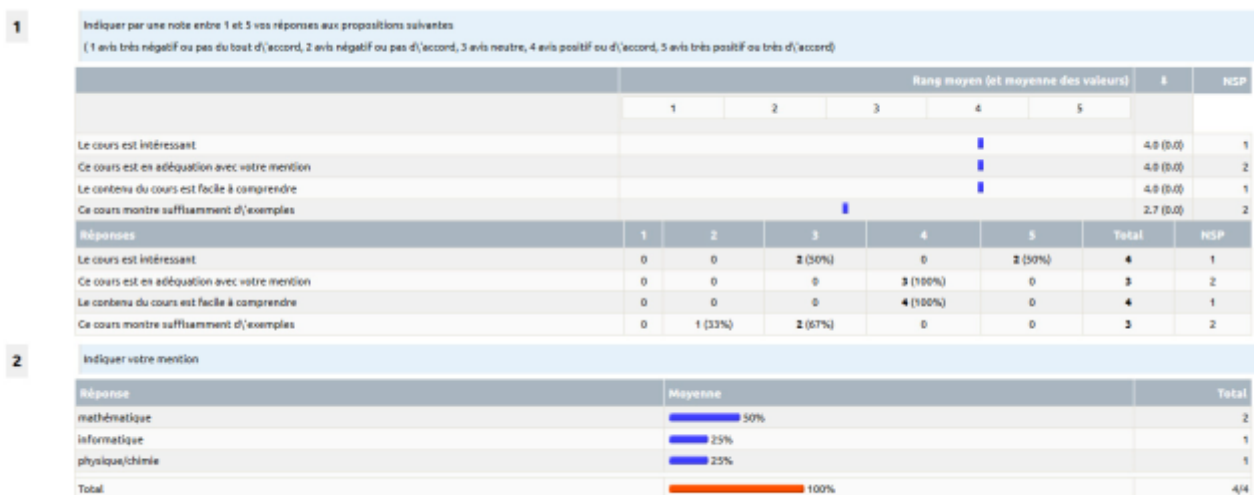 1
Indiquer par une note entre 1 et 5 vos réponses aux propositions suivantes
( 1 avis très négatif ou pas du tout d\'accord, 2 avis négatif ou pas d\'accord, 3 avis neutre, 4 avis positif ou d\'accord, 5 avis très positif ou très d\'accord)
Rang moyen (et moyenne des valeurs) ⬇ NSP
1 2 3 4 5
Le cours est intéressant 4.0 (0.0) 1
Ce cours est en adéquation avec votre mention 4.0 (0.0) 2
Le contenu du cours est facile à comprendre 4.0 (0.0) 1
Ce cours montre suffisamment d\'exemples 2.7 (0.0) 2
Réponses 1 2 3 4 5 Total NSP
Le cours est intéressant 0 0 2 (50%) 0 2 (50%) 4 1
Ce cours est en adéquation avec votre mention 0 0 0 3 (100%) 0 3 2
Le contenu du cours est facile à comprendre 0 0 0 4 (100%) 0 4 1
Ce cours montre suffisamment d\'exemples 0 1 (33%) 2 (67%) 0 0 3 2
2
Indiquer votre mention
Réponse Moyenne Total
mathématique 50% 2
informatique 25% 1
physique/chimie 25% 1
Total 100% 4/4